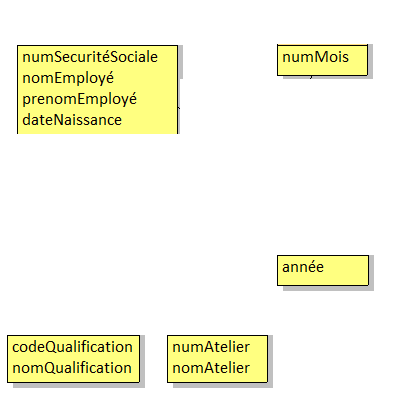 numSecuritéSociale
nomEmployé
prenomEmployé
dateNaissance
numMois
année
codeQualification
nomQualification
numAtelier
nomAtelier